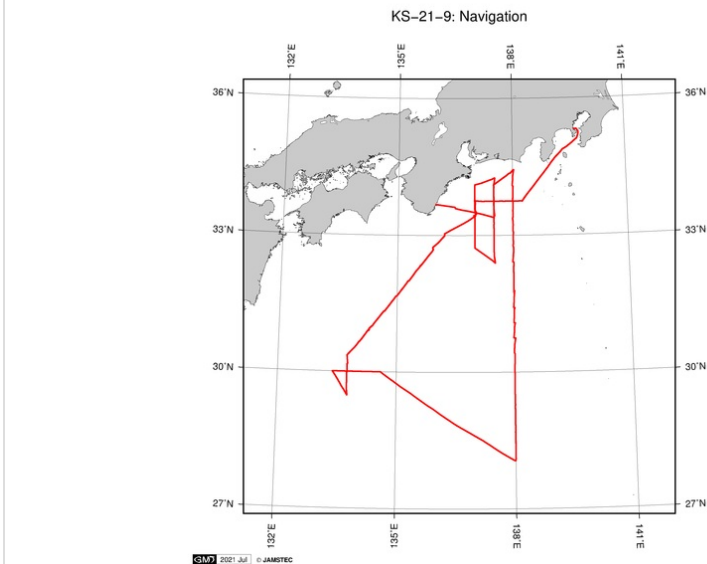 KS−21−9: Navigation
132˚E 135˚E 138˚E 141˚E
36˚N 36˚N
33˚N 33˚N
30˚N 30˚N
27˚N 27˚N
132˚E 135˚E 138˚E 141˚E
GMD 2021 Jul © JAMSTEC